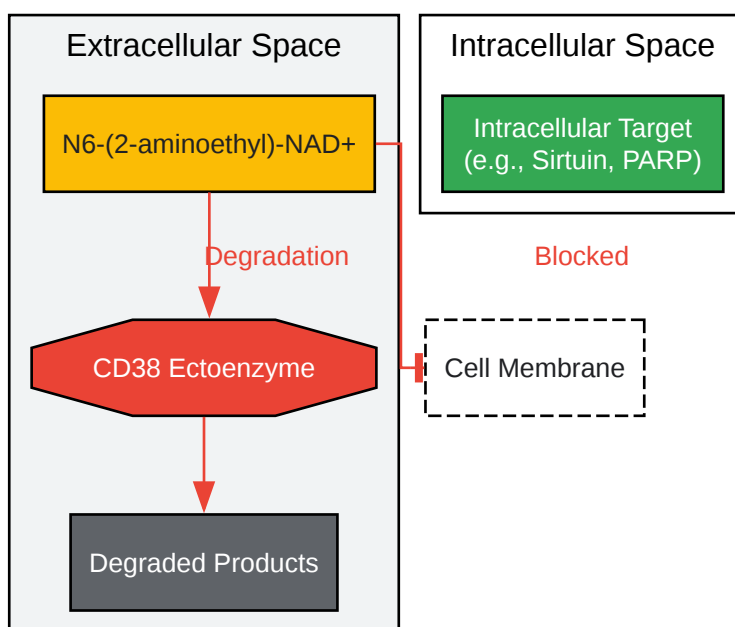 Extracellular Space
Intracellular Space
N6-(2-aminoethyl)-NAD+
Intracellular Target
(e.g., Sirtuin, PARP)
Degradation
Blocked
CD38 Ectoenzyme
Cell Membrane
Degraded Products